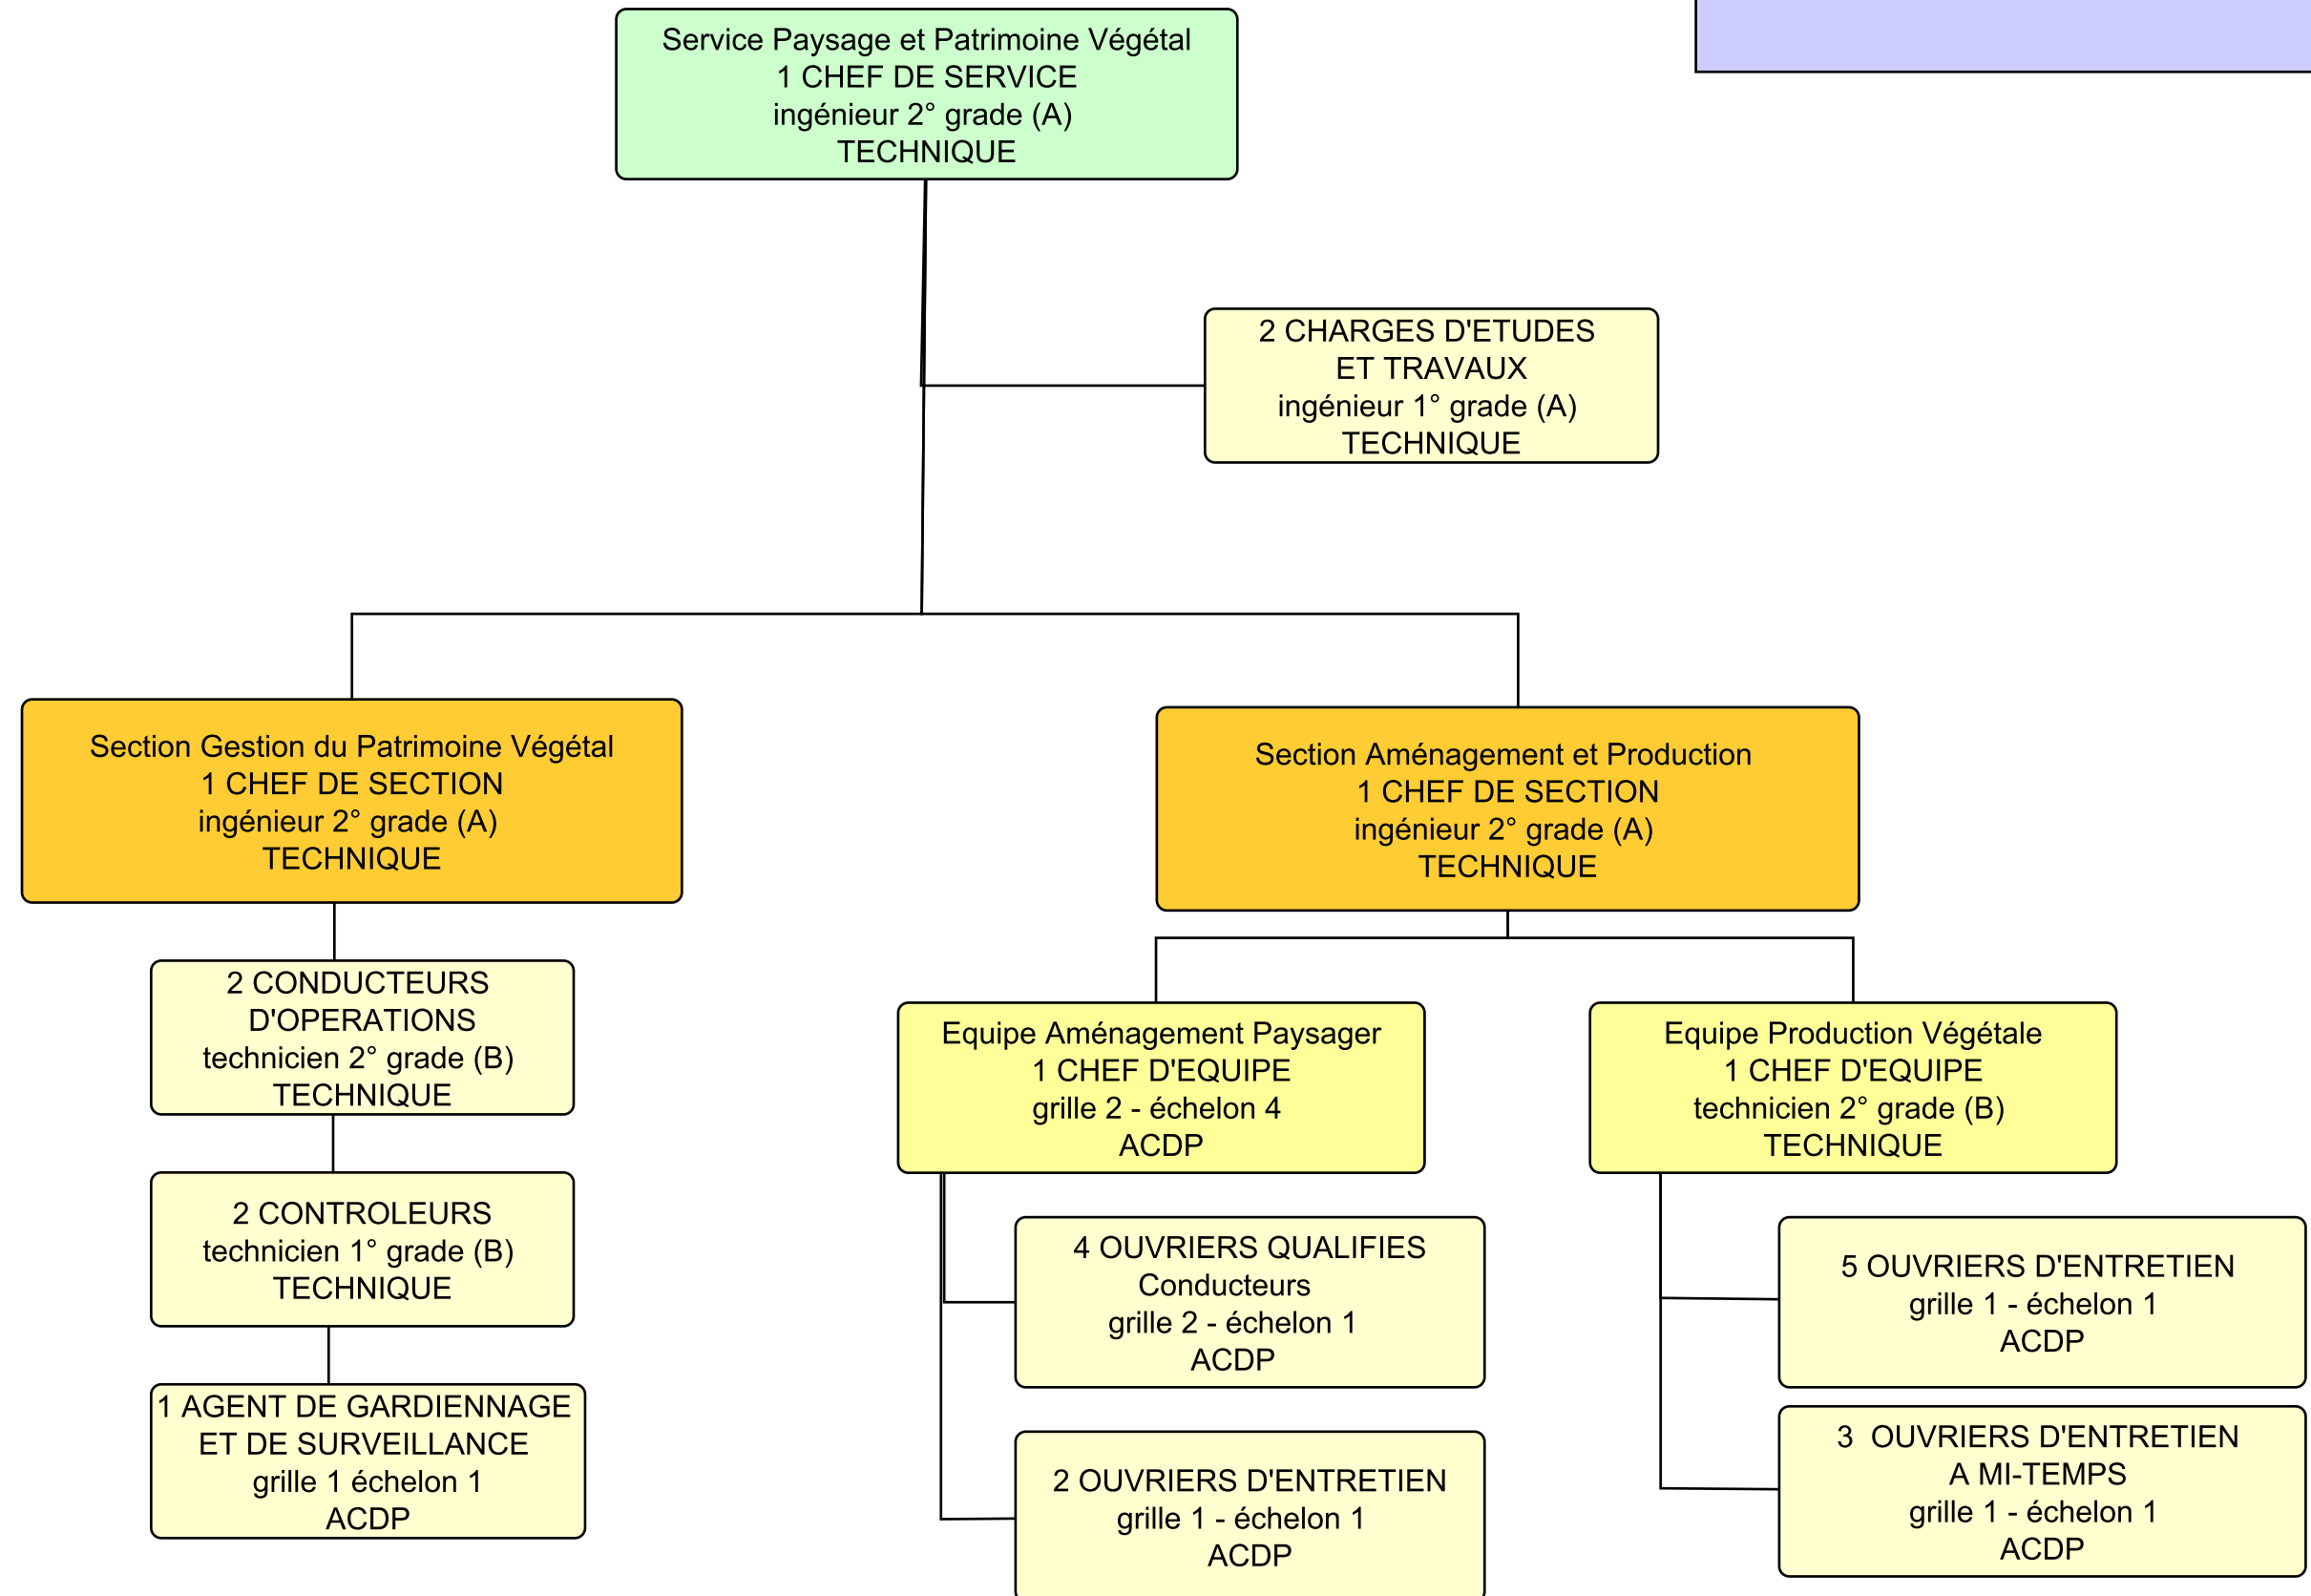 Service Paysage et Patrimoine Végétal
1 CHEF DE SERVICE
ingénieur 2° grade (A)
TECHNIQUE
2 CHARGES D'ETUDES
ET TRAVAUX
ingénieur 1° grade (A)
TECHNIQUE
Section Gestion du Patrimoine Végétal
1 CHEF DE SECTION
ingénieur 2° grade (A)
TECHNIQUE
2 CONDUCTEURS
D'OPERATIONS
technicien 2° grade (B)
TECHNIQUE
2 CONTROLEURS
technicien 1° grade (B)
TECHNIQUE
1 AGENT DE GARDIENNAGE
ET DE SURVEILLANCE
grille 1 échelon 1
ACDP
Section Aménagement et Production
1 CHEF DE SECTION
ingénieur 2° grade (A)
TECHNIQUE
Equipe Aménagement Paysager
1 CHEF D'EQUIPE
grille 2 - échelon 4
ACDP
4 OUVRIERS QUALIFIES
Conducteurs
grille 2 - échelon 1
ACDP
2 OUVRIERS D'ENTRETIEN
grille 1 - échelon 1
ACDP
Equipe Production Végétale
1 CHEF D'EQUIPE
technicien 2° grade (B)
TECHNIQUE
5 OUVRIERS D'ENTRETIEN
grille 1 - échelon 1
ACDP
3 OUVRIERS D'ENTRETIEN
A MI-TEMPS
grille 1 - échelon 1
ACDP